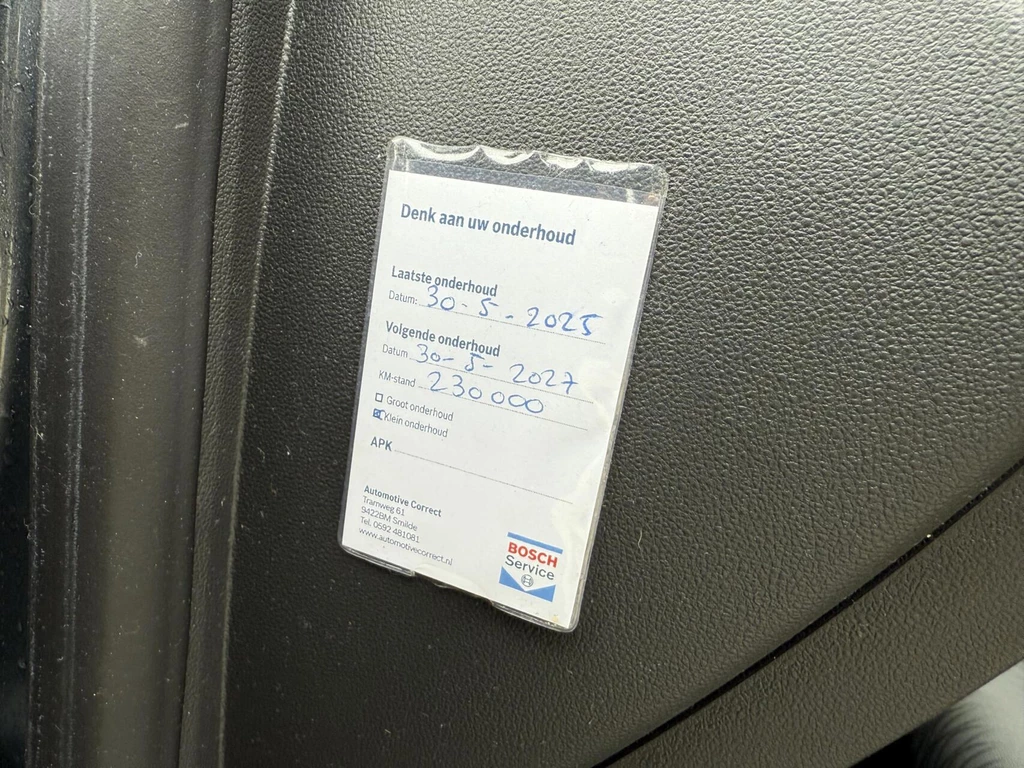 Denk aan uw onderhoud
Laatste onderhoud
Datum: 30-5-2025
Volgende onderhoud
Datum 30-5-2027
KM-stand 230000
Groot onderhoud
Klein onderhoud
APK
Automotive Correct
Tramweg 61
9422BM Smilde
Tel. 0592 481081
www.automotivecorrect.nl
BOSCH
Service